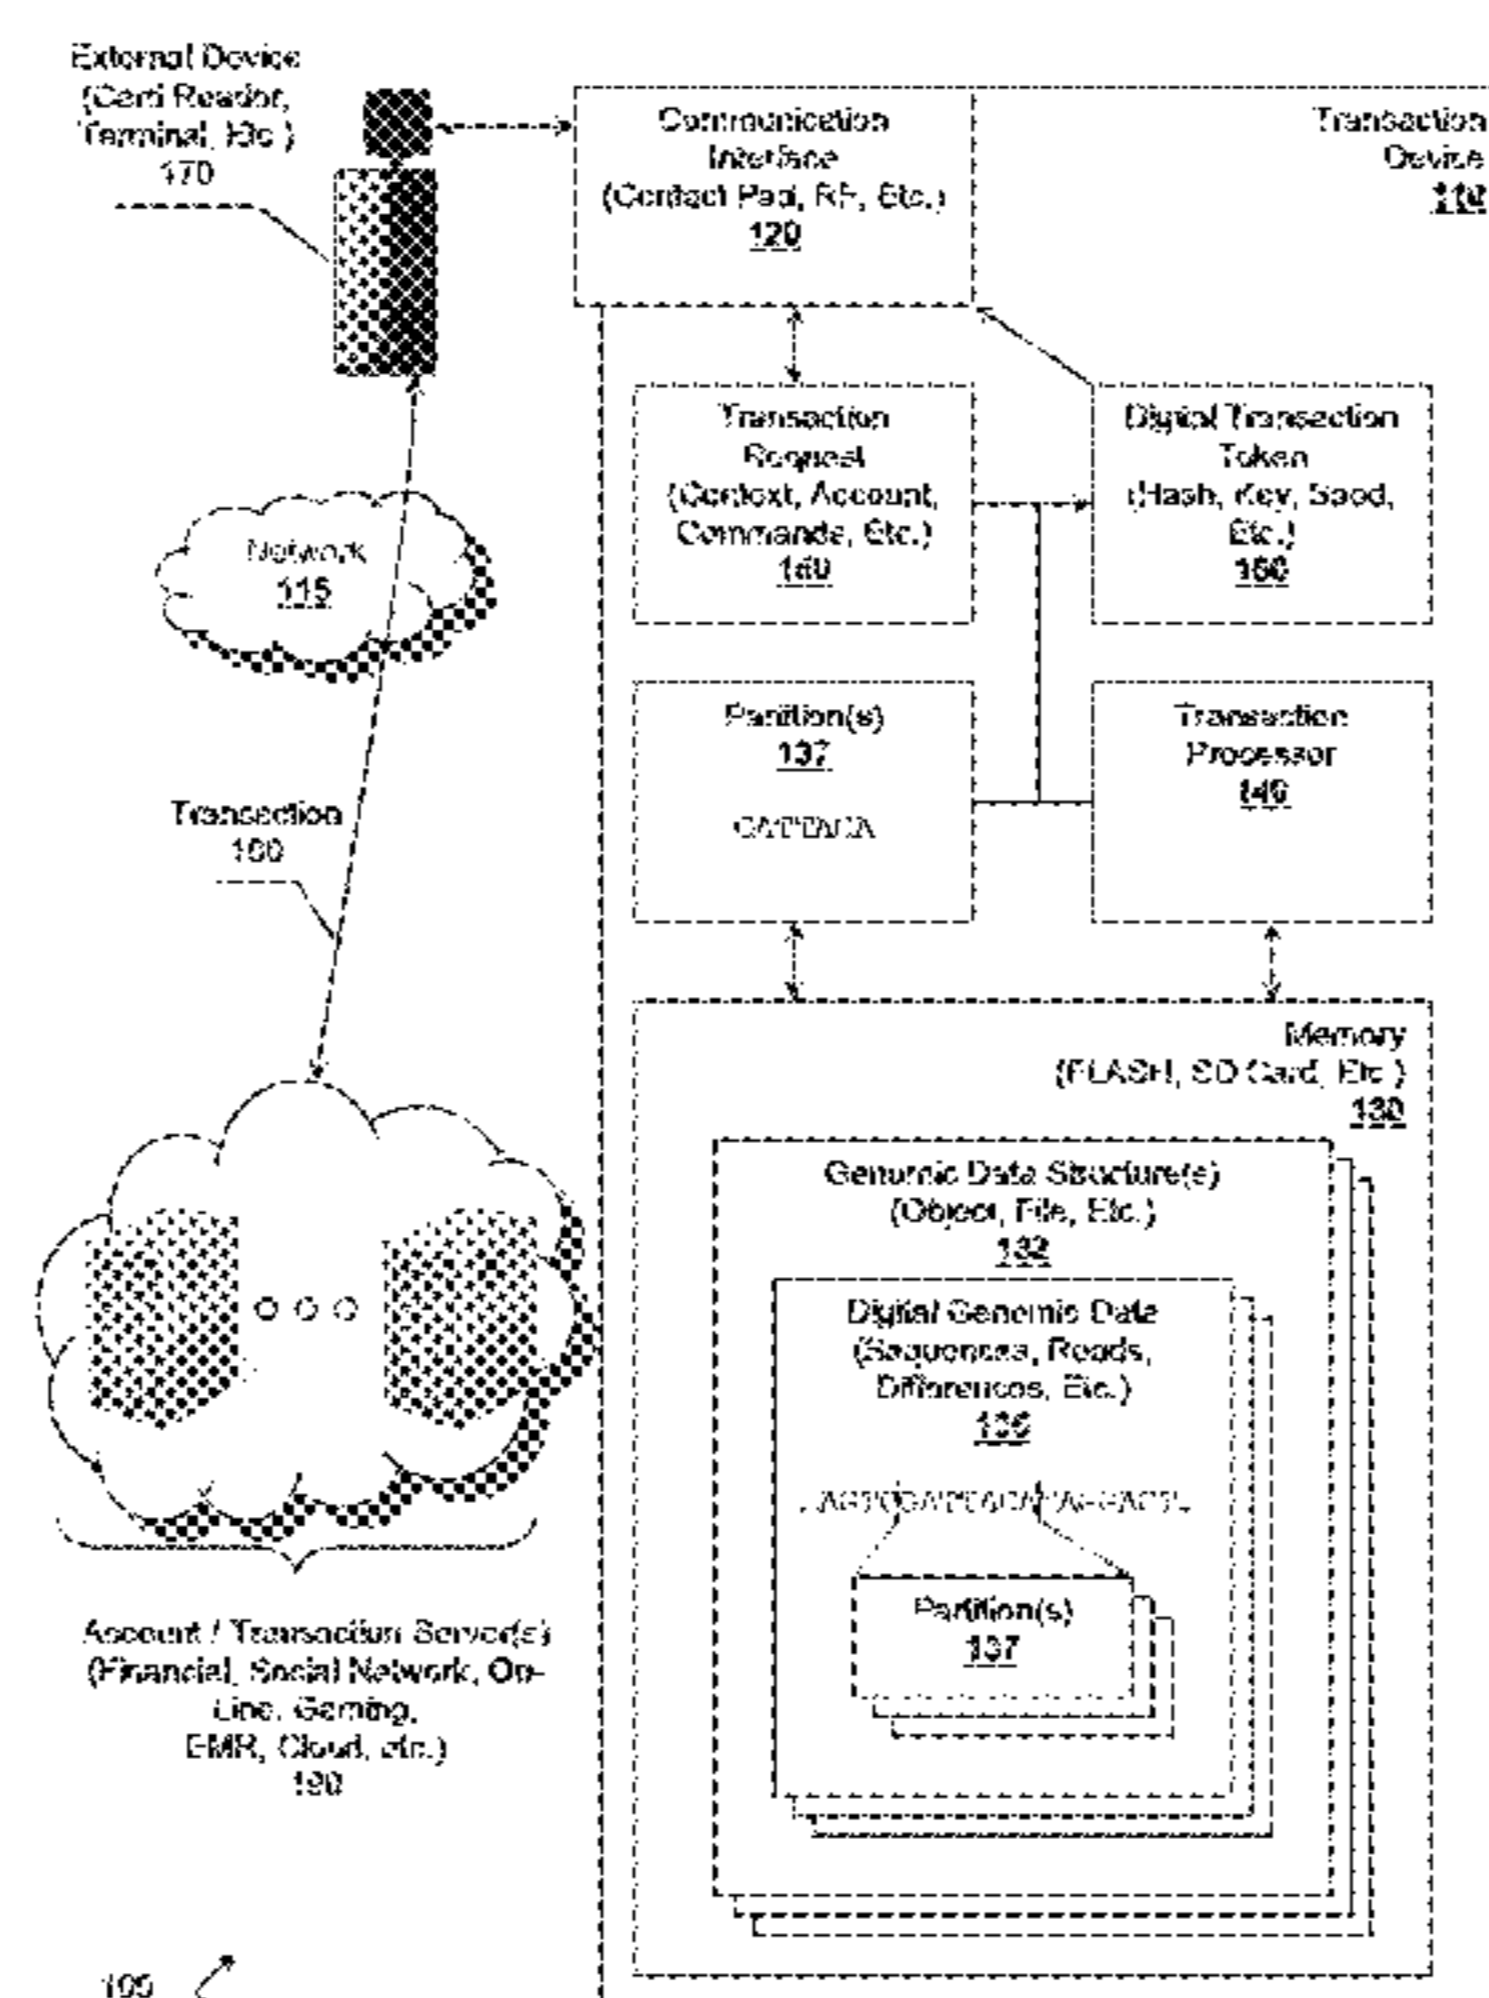 External Device
(Card Reader,
Terminal, Etc.)
170
Communication
Interface
(Contact Pad, RF, Etc.)
120
Transaction
Device
110
Transaction
Request
(Context, Account,
Commands, Etc.)
Digital Transaction
Token
(Hash, Key, Seed,
Etc.)
Network
115
Partition(s)
137
GATTACA
Transaction
Processor
140
Transaction
180
Memory
(FLASH, SD Card, Etc.)
130
Genomic Data Structure(s)
(Object, File, Etc.)
132
Digital Genomic Data
(Sequences, Reads,
Differences, Etc.)
Partition(s)
137
Account / Transaction Server(s)
(Financial, Social Network, On-
Line, Gaming,
EMR, Cloud, etc.)
190
100